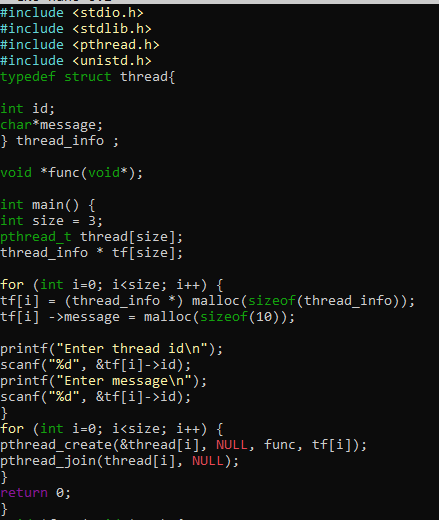 #include <stdio.h>
#include <stdlib.h>
#include <pthread.h>
#include <unistd.h>
typedef struct thread{
int id;
char*message;
} thread_info ;
void *func(void*);
int main() {
int size = 3;
pthread_t thread[size];
thread_info * tf[size];
for (int i=0; i<size; i++) {
tf[i] = (thread_info *) malloc(sizeof(thread_info));
tf[i] ->message = malloc(sizeof(10));
printf("Enter thread id\n");
scanf("%d", &tf[i]->id);
printf("Enter message\n");
scanf("%d", &tf[i]->id);
}
for (int i=0; i<size; i++) {
pthread_create(&thread[i], NULL, func, tf[i]);
pthread_join(thread[i], NULL);
}
return 0;
}